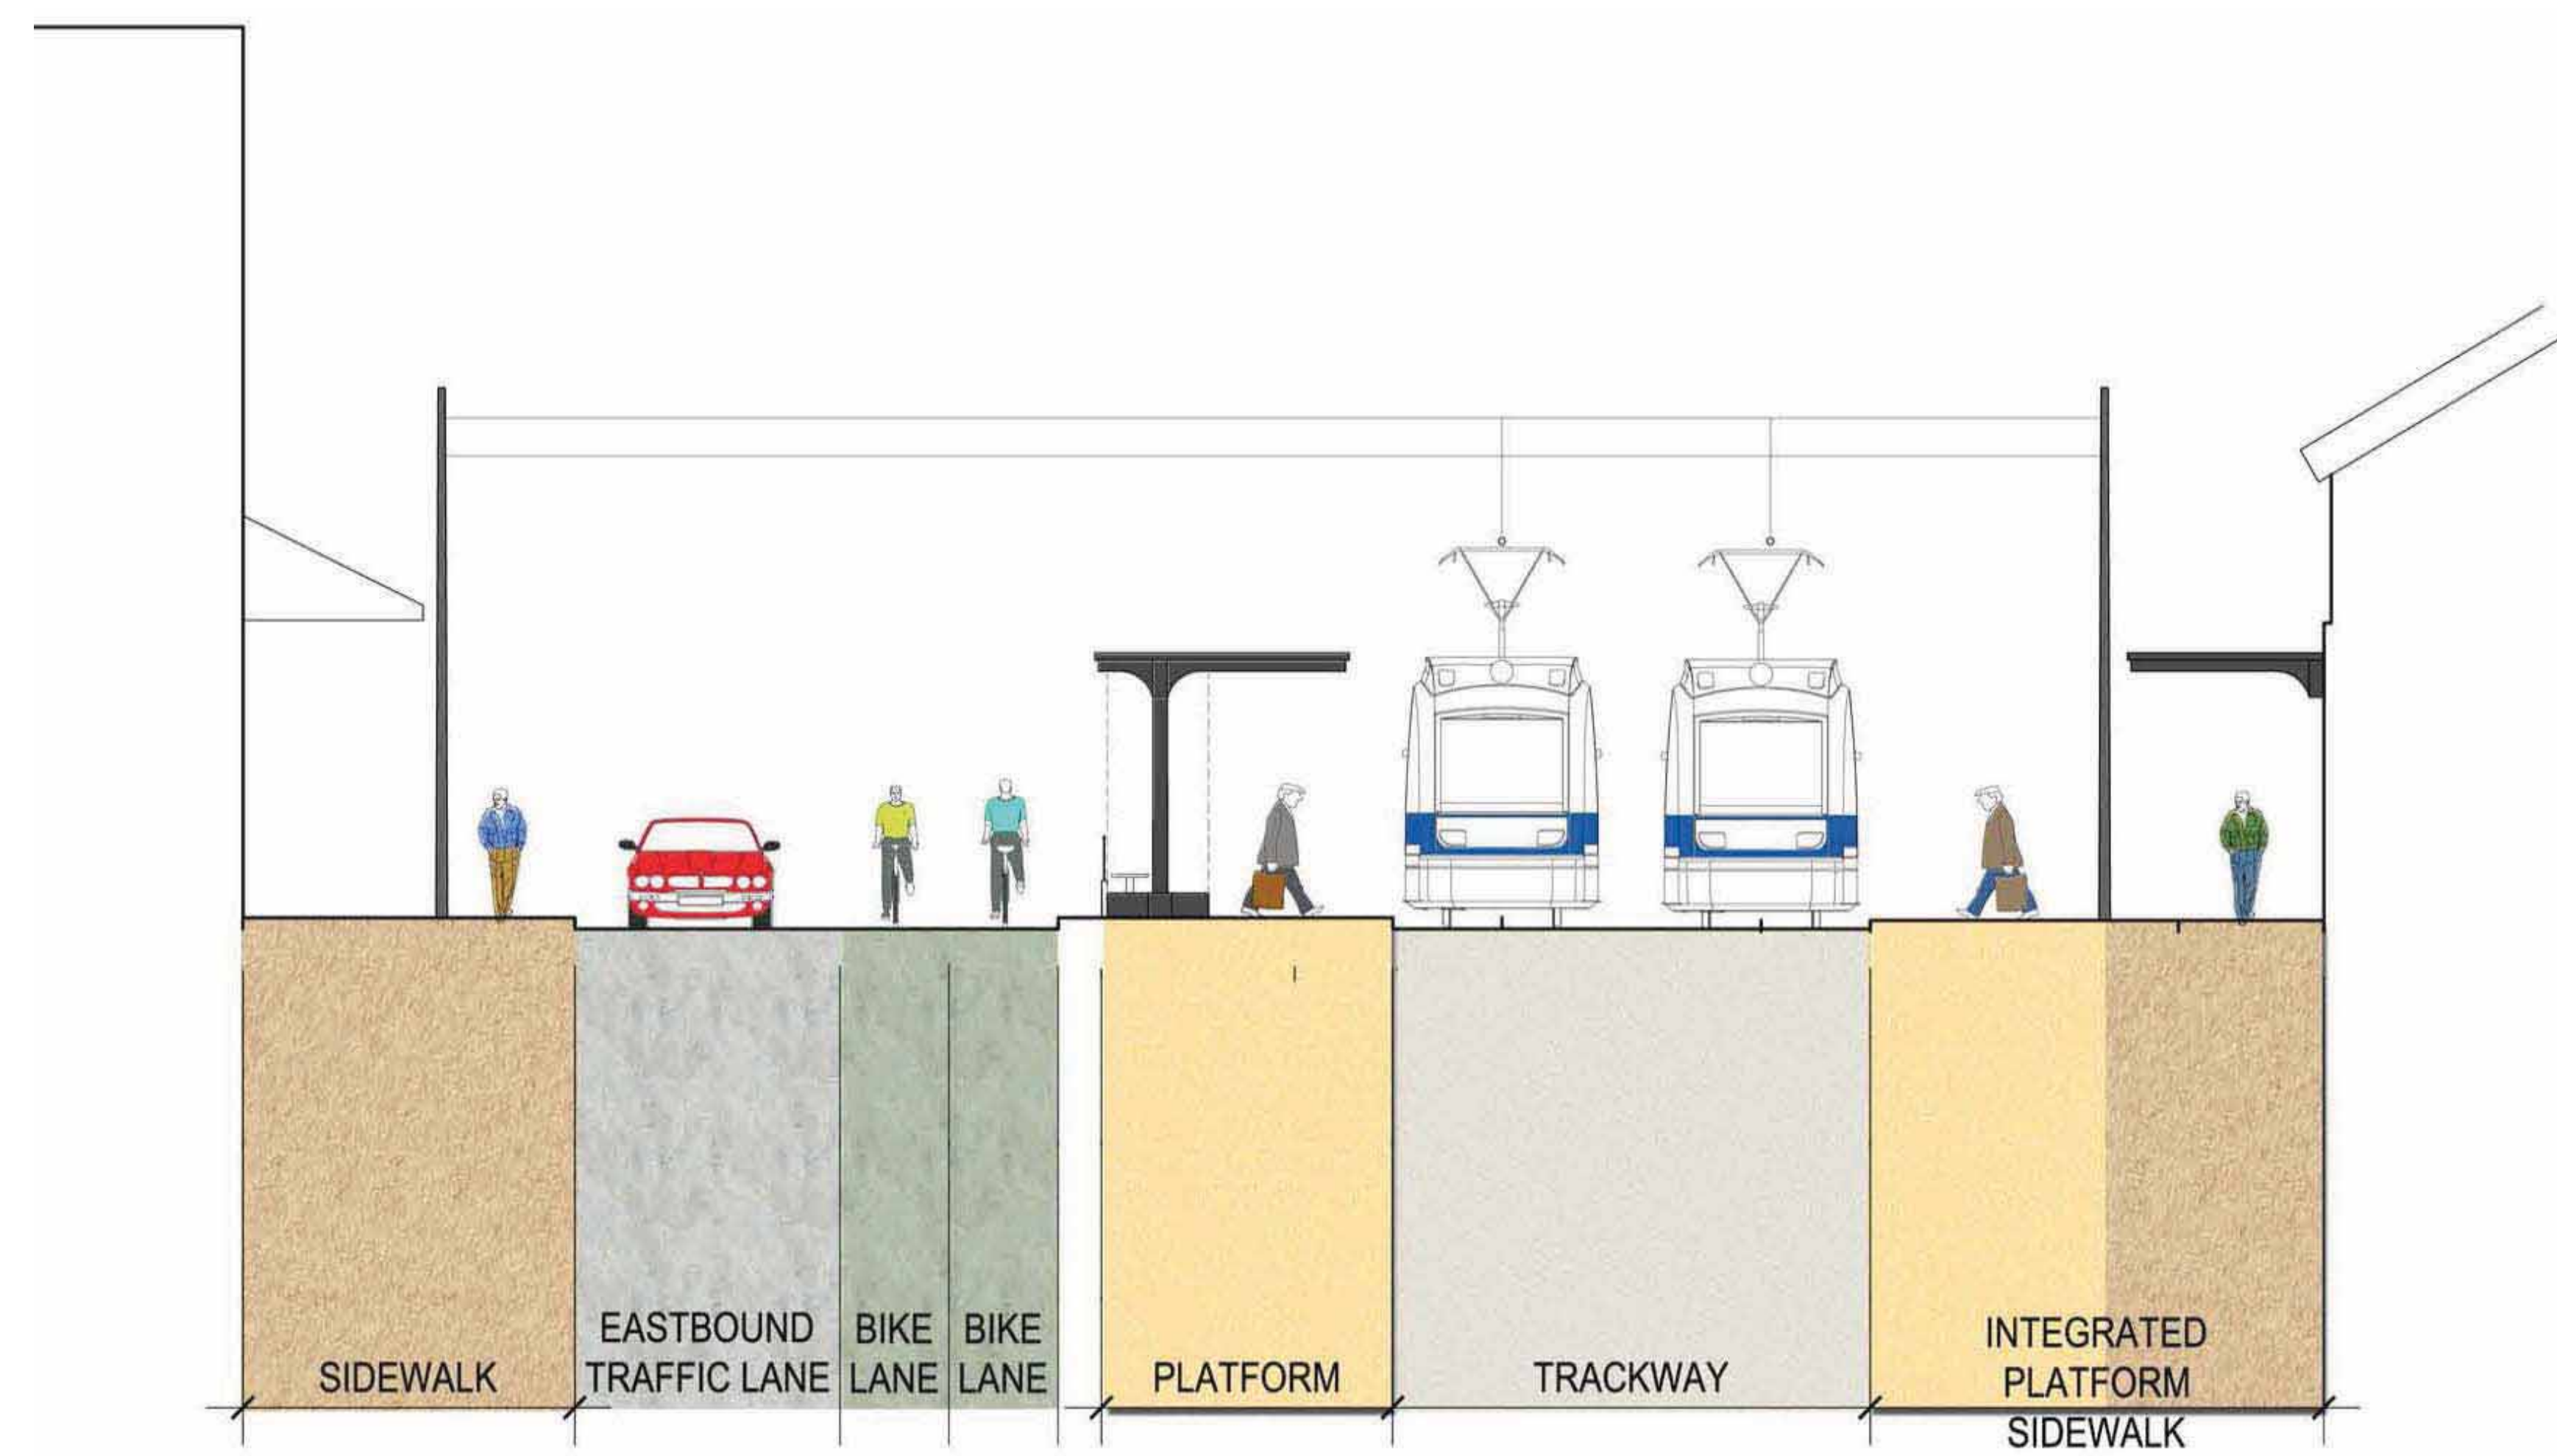 SIDEWALK
EASTBOUND
TRAFFIC LANE
BIKE
LANE
BIKE
LANE
PLATFORM
TRACKWAY
INTEGRATED
PLATFORM
SIDEWALK